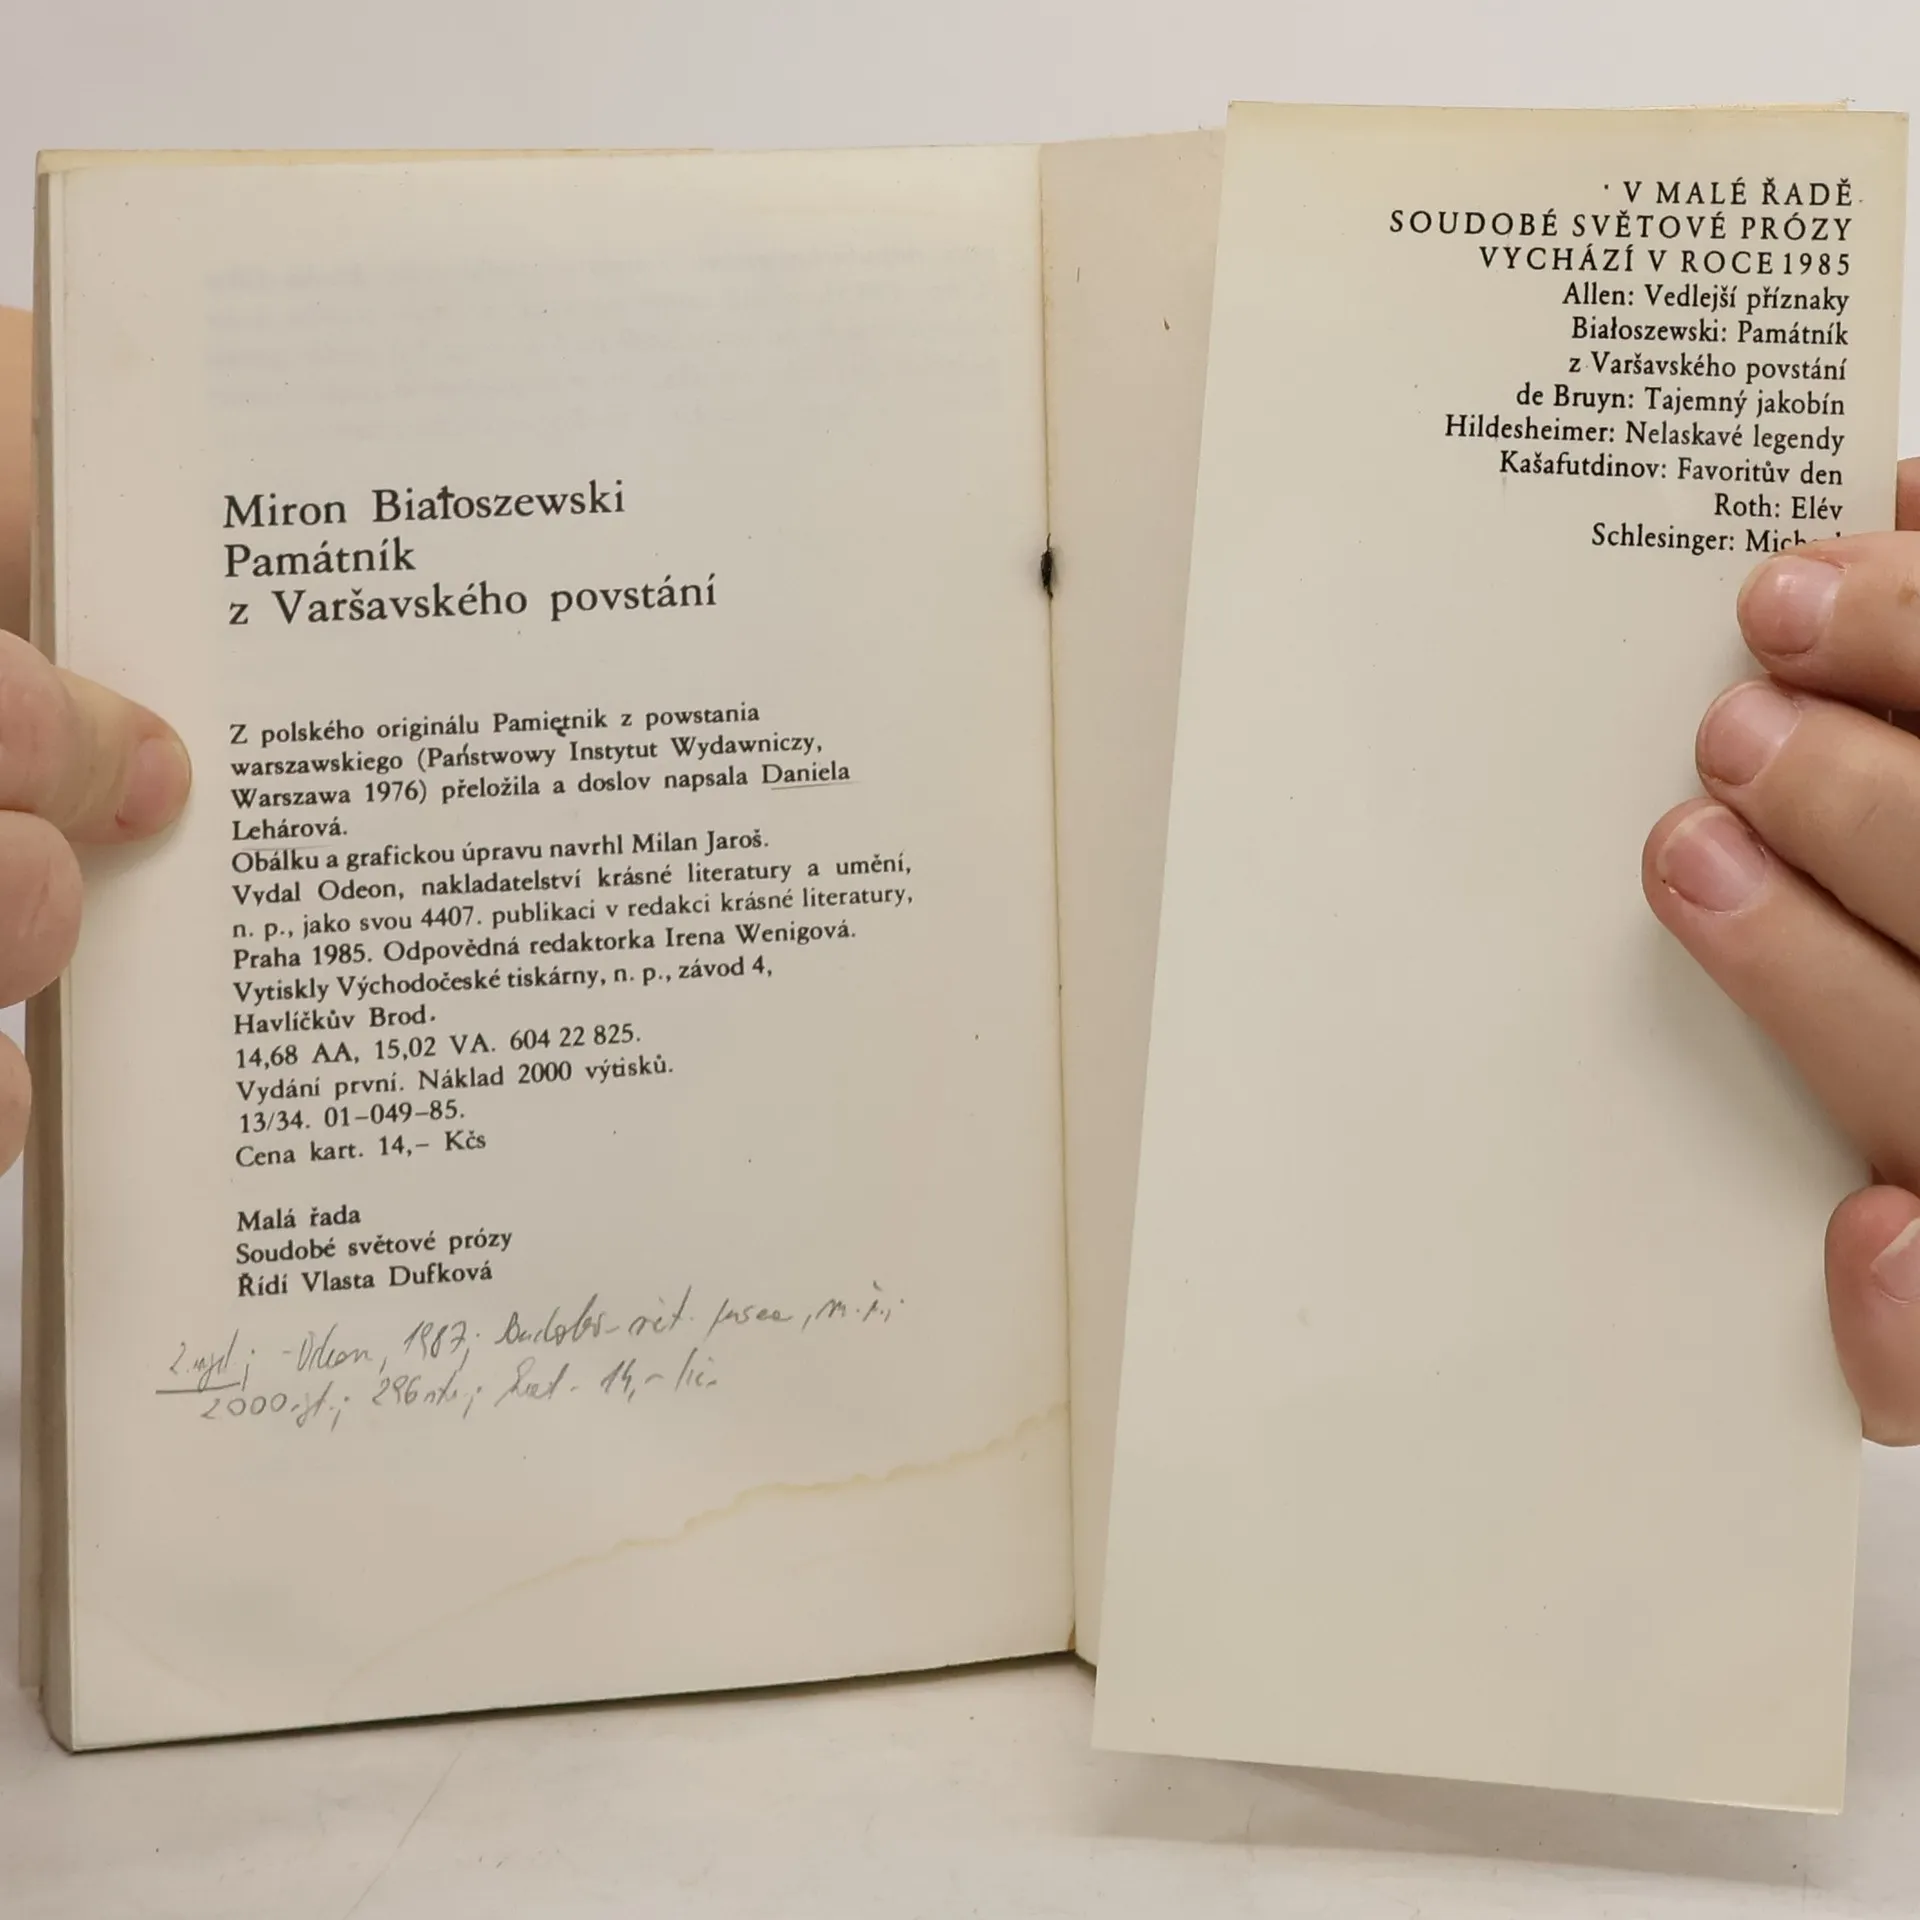 Miron Białoszewski
Památník
z Varšavského povstání
Z polského originálu Pamiętnik z powstania
warszawskiego (Państwowy Instytut Wydawniczy,
Warszawa 1976) přeložila a doslov napsala Daniela
Lehárová.
Obálku a grafickou úpravu navrhl Milan Jaroš.
Vydal Odeon, nakladatelství krásné literatury a umění,
n. p., jako svou 4407. publikaci v redakci krásné literatury,
Praha 1985. Odpovědná redaktorka Irena Wenigová.
Vytiskly Východočeské tiskárny, n. p., závod 4,
Havlíčkův Brod.
14,68 AA, 15,02 VA. 604 22 825.
Vydání první. Náklad 2000 výtisků.
13/34. 01-049-85.
Cena kart. 14,- Kčs
Malá řada
Soudobé světové prózy
Řídí Vlasta Dufková
Odeon, 1987;
2000 296 14,-
V MALÉ ŘADĚ
SOUDOBÉ SVĚTOVÉ PRÓZY
VYCHÁZÍ V ROCE 1985
Allen: Vedlejší příznaky
Białoszewski: Památník
z Varšavského povstání
de Bruyn: Tajemný jakobín
Hildesheimer: Nelaskavé legendy
Kašafutdinov: Favoritův den
Roth: Elév
Schlesinger: